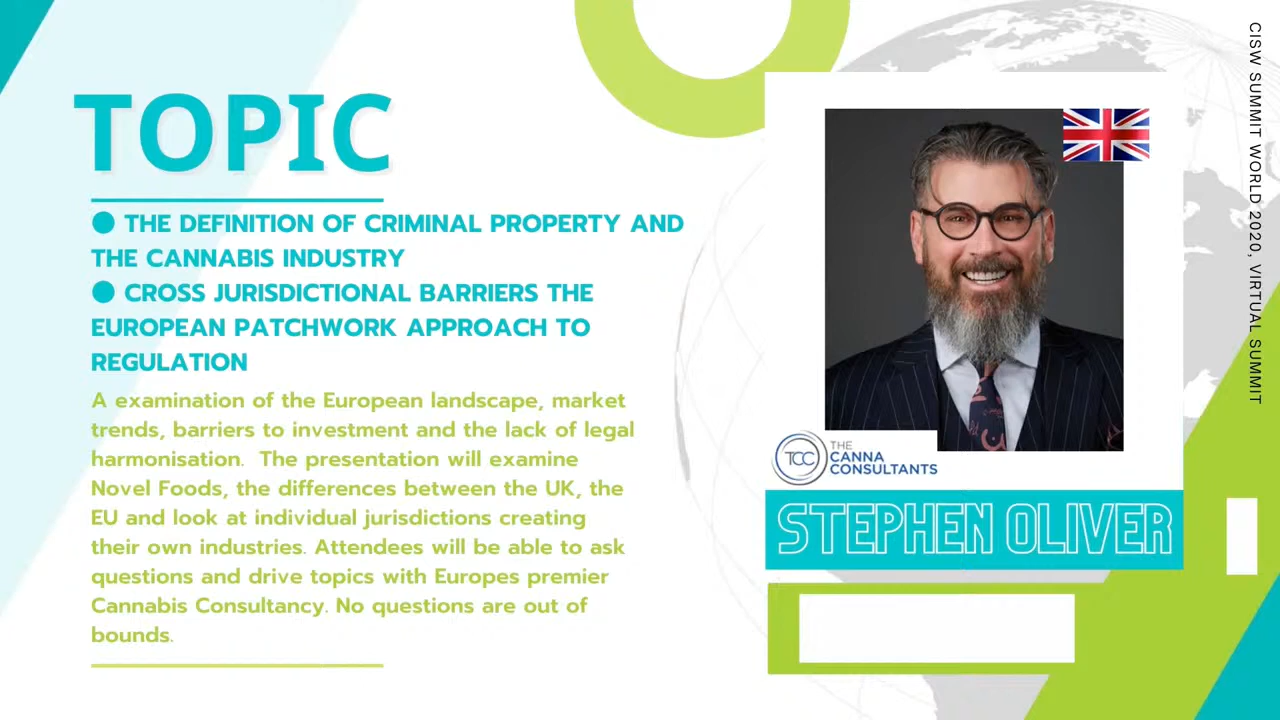 TOPIC
● THE DEFINITION OF CRIMINAL PROPERTY AND
THE CANNABIS INDUSTRY
● CROSS JURISDICTIONAL BARRIERS THE
EUROPEAN PATCHWORK APPROACH TO
REGULATION
A examination of the European landscape, market
trends, barriers to investment and the lack of legal
harmonisation.  The presentation will examine
Novel Foods, the differences between the UK, the
EU and look at individual jurisdictions creating
their own industries. Attendees will be able to ask
questions and drive topics with Europes premier
Cannabis Consultancy. No questions are out of
bounds.
TCC
THE
CANNA
CONSULTANTS
STEPHEN OLIVER
CISW SUMMIT WORLD 2020, VIRTUAL SUMMIT